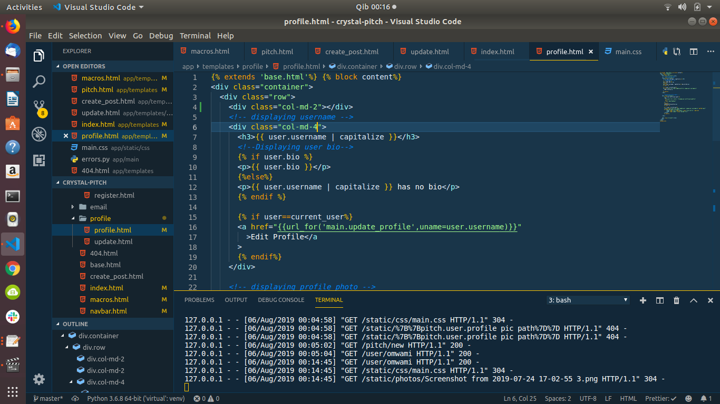 Activities
Visual Studio Code
Qib 00:16
profile.html - crystal-pitch - Visual Studio Code
File Edit Selection View Go Debug Terminal Help
EXPLORER
OPEN EDITORS
macros.html app/temp... M
pitch.html app/templates M
create_post.html app/temp...
update.html app/templates/...
index.html app/templates M
profile.html app/templ... M
main.css app/static/css
errors.py app/main
404.html app/templates
CRYSTAL-PITCH
register.html
email
profile
profile.html M
update.html
404.html
base.html
create_post.html
index.html M
macros.html M
navbar.html M
OUTLINE
div.container
div.row
div.col-md-2
div.col-md-2
div.col-md-4
macros.html
pitch.html
create_post.html
update.html
index.html
profile.html
main.css
app › templates › profile › profile.html › div.container › div.row › div.col-md-4
1 {% extends 'base.html'%} {% block content%}
2 <div class="container">
3 <div class="row">
4 <div class="col-md-2"></div>
5 <!-- displaying username -->
6 <div class="col-md-4">
7 <h3>{{ user.username | capitalize }}</h3>
8 <!--Displaying user bio-->
9 {% if user.bio %}
10 <p>{{ user.bio }}</p>
11 {%else%}
12 <p>{{ user.username | capitalize }} has no bio</p>
13 {% endif %}
14
15 {% if user==current_user%}
16 <a href="{{url_for('main.update_profile',uname=user.username)}}"
17 >Edit Profile</a
18 >
19 {% endif%}
20 </div>
21
22 <!-- displaying profile photo -->
PROBLEMS OUTPUT DEBUG CONSOLE TERMINAL
3: bash
127.0.0.1 - - [06/Aug/2019 00:04:58] "GET /static/css/main.css HTTP/1.1" 304 -
127.0.0.1 - - [06/Aug/2019 00:04:58] "GET /static/%7B%7Bpitch.user.profile pic path%7D%7D HTTP/1.1" 404 -
127.0.0.1 - - [06/Aug/2019 00:04:58] "GET /static/%7B%7Bpitch.user.profile pic path%7D%7D HTTP/1.1" 404 -
127.0.0.1 - - [06/Aug/2019 00:05:02] "GET /pitch/new HTTP/1.1" 200 -
127.0.0.1 - - [06/Aug/2019 00:05:04] "GET /user/omwami HTTP/1.1" 200 -
127.0.0.1 - - [06/Aug/2019 00:14:45] "GET /user/omwami HTTP/1.1" 200 -
127.0.0.1 - - [06/Aug/2019 00:14:45] "GET /static/css/main.css HTTP/1.1" 304 -
127.0.0.1 - - [06/Aug/2019 00:14:45] "GET /static/photos/Screenshot from 2019-07-24 17-02-55 3.png HTTP/1.1" 304 -
master*
Python 3.6.8 64-bit ('virtual': venv)
0 0
Ln 6, Col 25
Spaces: 2
UTF-8
LF
HTML
Prettier: ✓
1